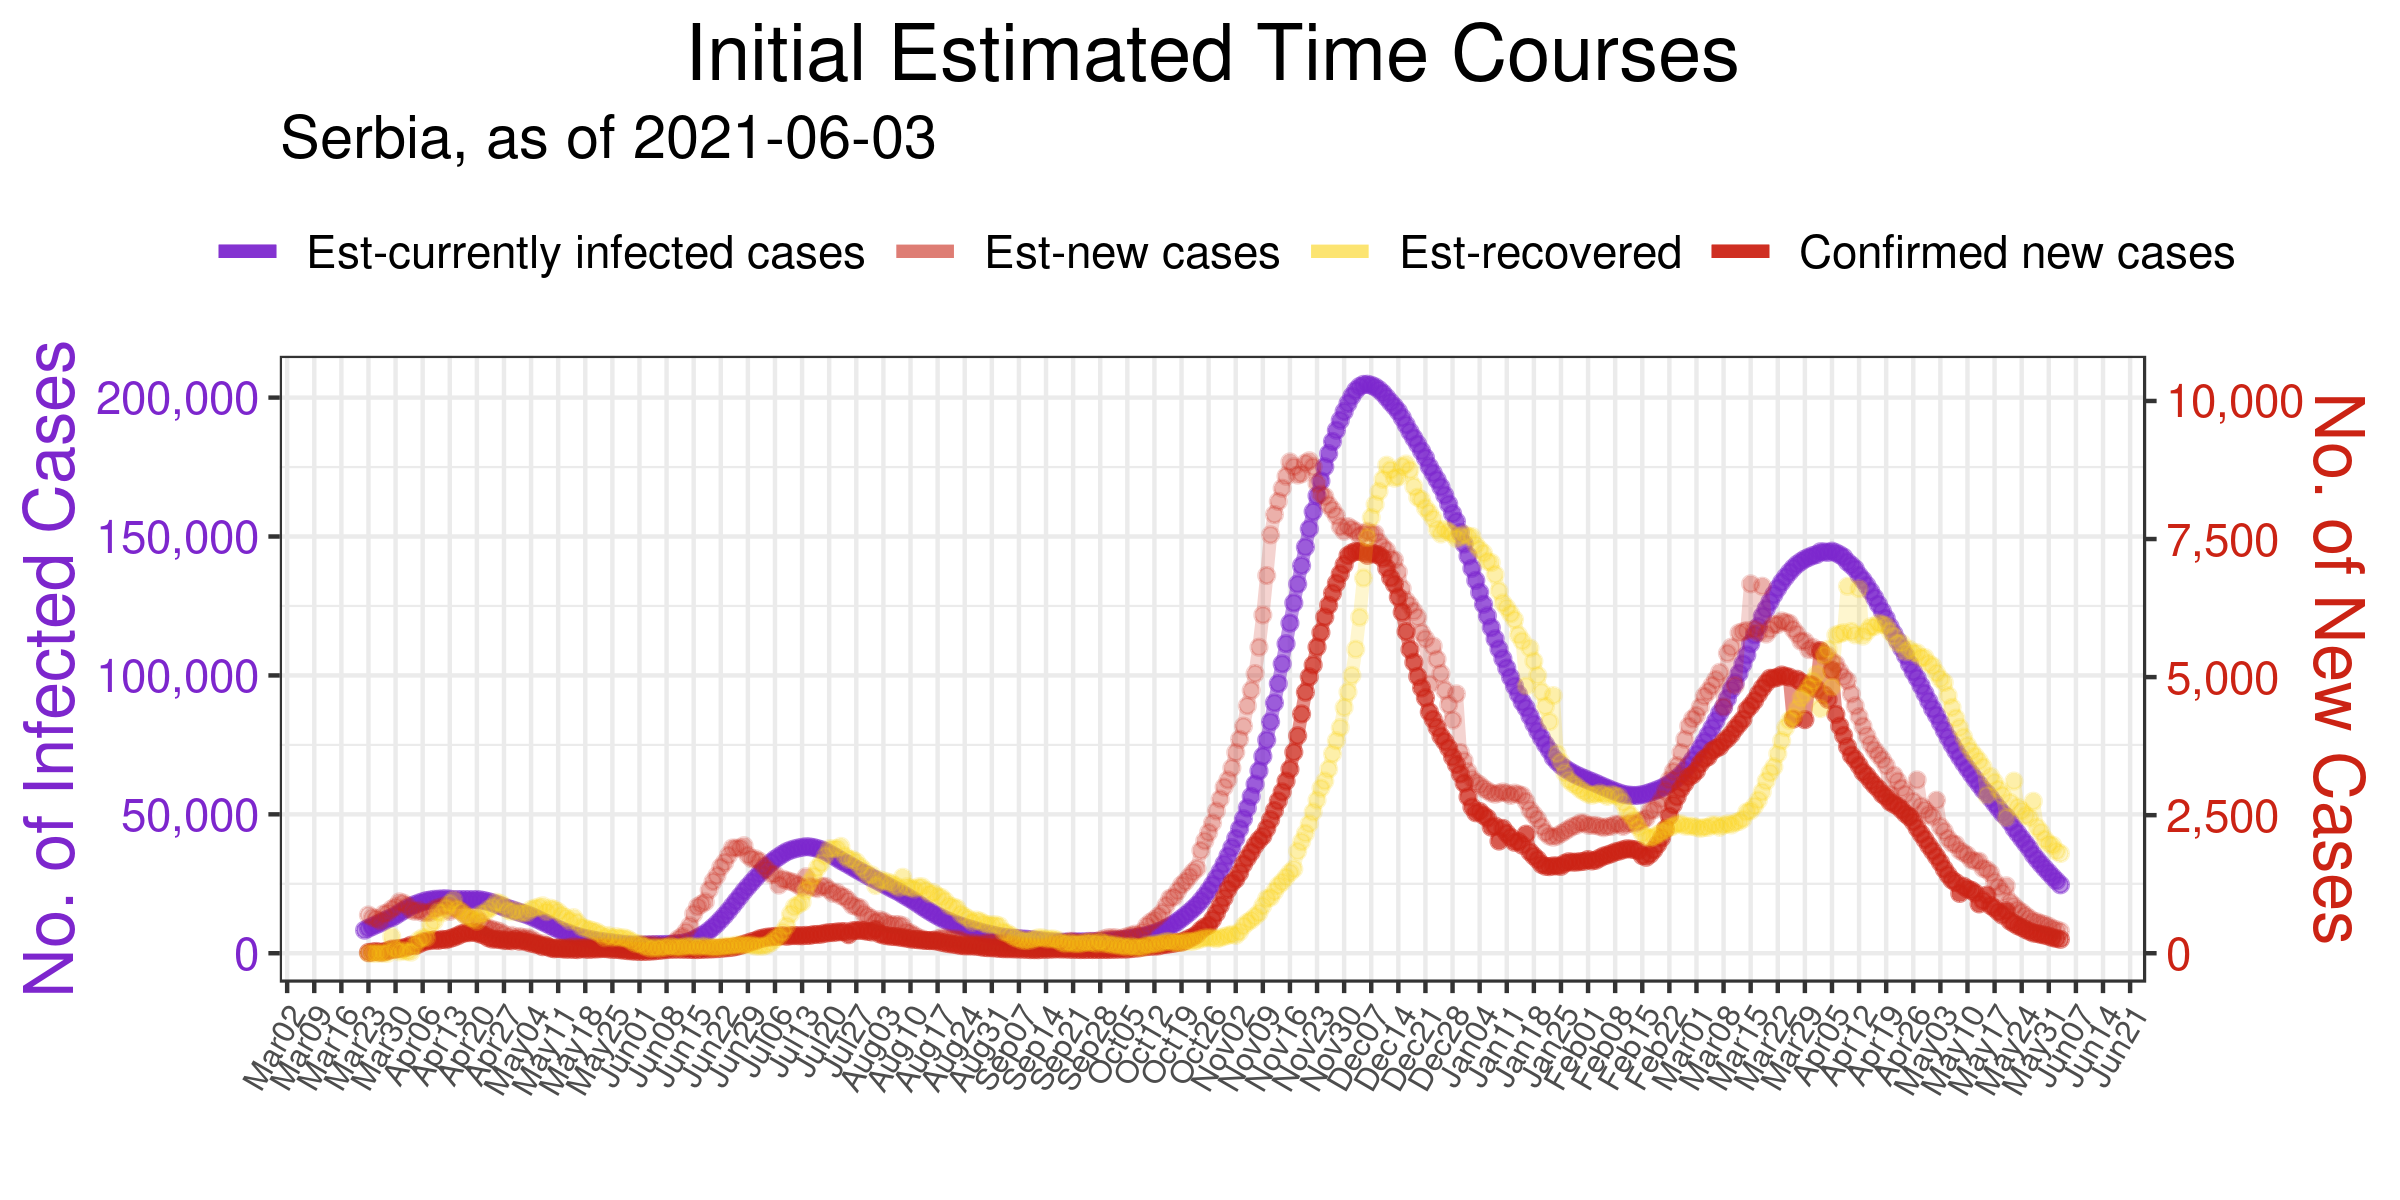 Initial Estimated Time Courses
Serbia, as of 2021-06-03
Est-currently infected cases Est-new cases Est-recovered Confirmed new cases
No. of Infected Cases
200,000
150,000
100,000
50,000
0
10,000
7,500
5,000
2,500
0
No. of New Cases
Mar02 Mar09 Mar16 Mar23 Mar30 Apr06 Apr13 Apr20 Apr27 May04 May11 May18 May25 Jun01 Jun08 Jun15 Jun22 Jun29 Jul06 Jul13 Jul20 Jul27 Aug03 Aug10 Aug17 Aug24 Aug31 Sep07 Sep14 Sep21 Sep28 Oct05 Oct12 Oct19 Oct26 Nov02 Nov09 Nov16 Nov23 Nov30 Dec07 Dec14 Dec21 Dec28 Jan04 Jan11 Jan18 Jan25 Feb01 Feb08 Feb15 Feb22 Mar01 Mar08 Mar15 Mar22 Mar29 Apr05 Apr12 Apr19 Apr26 May03 May10 May17 May24 May31 Jun07 Jun14 Jun21